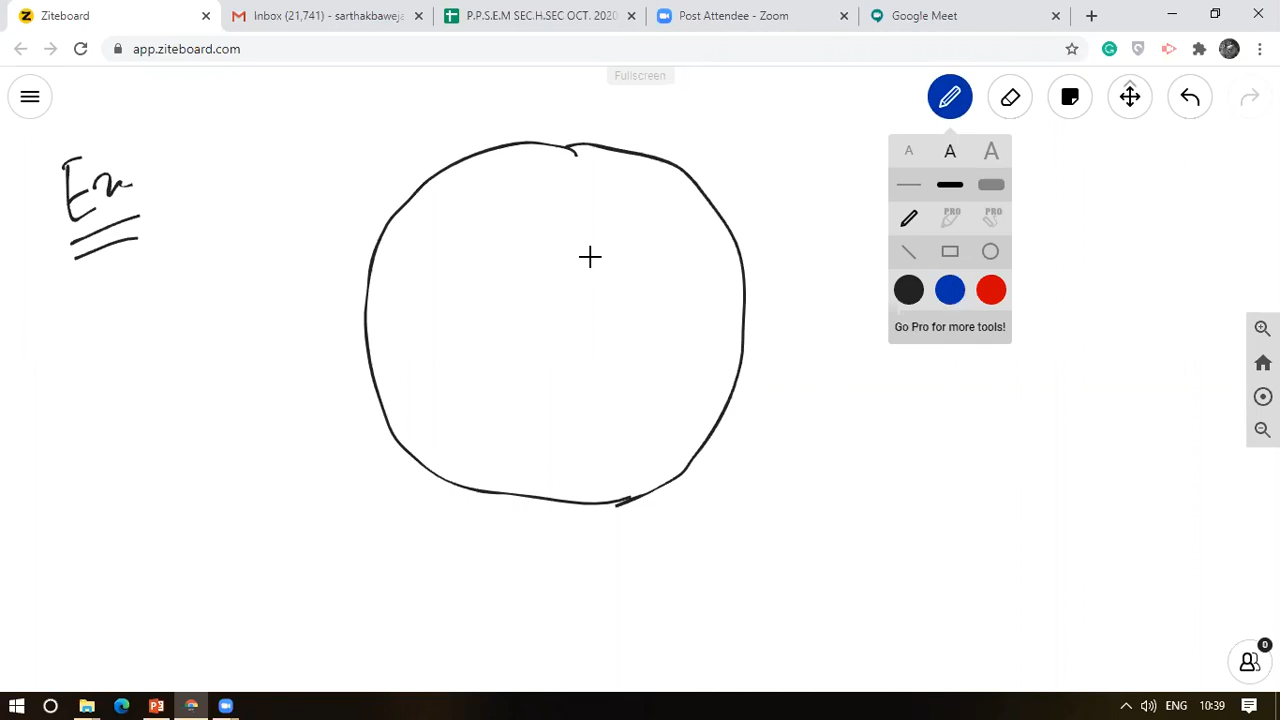 Ziteboard
Inbox (21,741) - sarthakbaweja
P.P.S.E.M SEC H.SEC OCT. 2020
Post Attendee - Zoom
Google Meet
app.ziteboard.com
Fullscreen
Ex
A A A
PRO PRO
Go Pro for more tools!
0
ENG 10:39